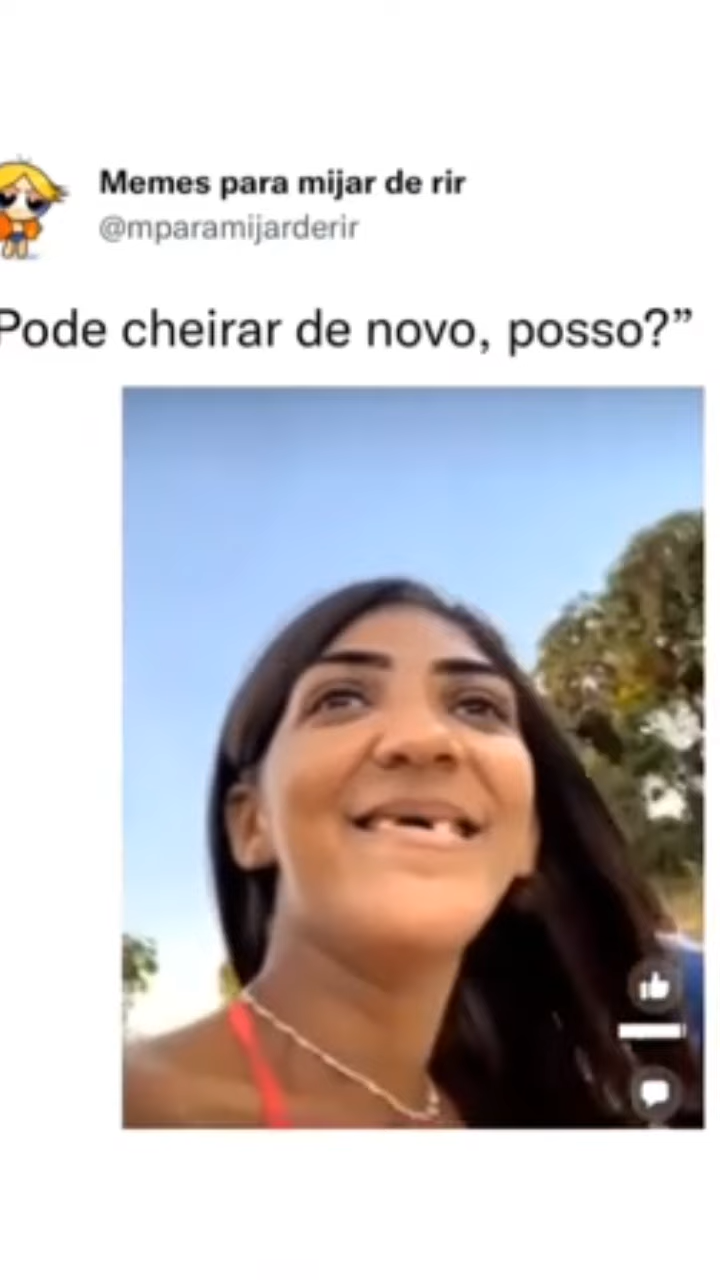 Memes para mijar de rir
@mparamijarderir
Pode cheirar de novo, posso?”